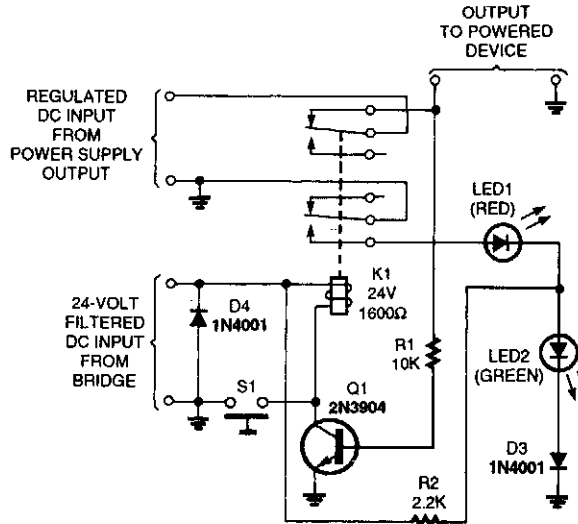 OUTPUT
TO POWERED
DEVICE
REGULATED
DC INPUT
FROM
POWER SUPPLY
OUTPUT
LED1
(RED)
K1
24V
1600Ω
24-VOLT
FILTERED
DC INPUT
FROM
BRIDGE
D4
1N4001
R1
10K
LED2
(GREEN)
S1
Q1
2N3904
D3
1N4001
R2
2.2K